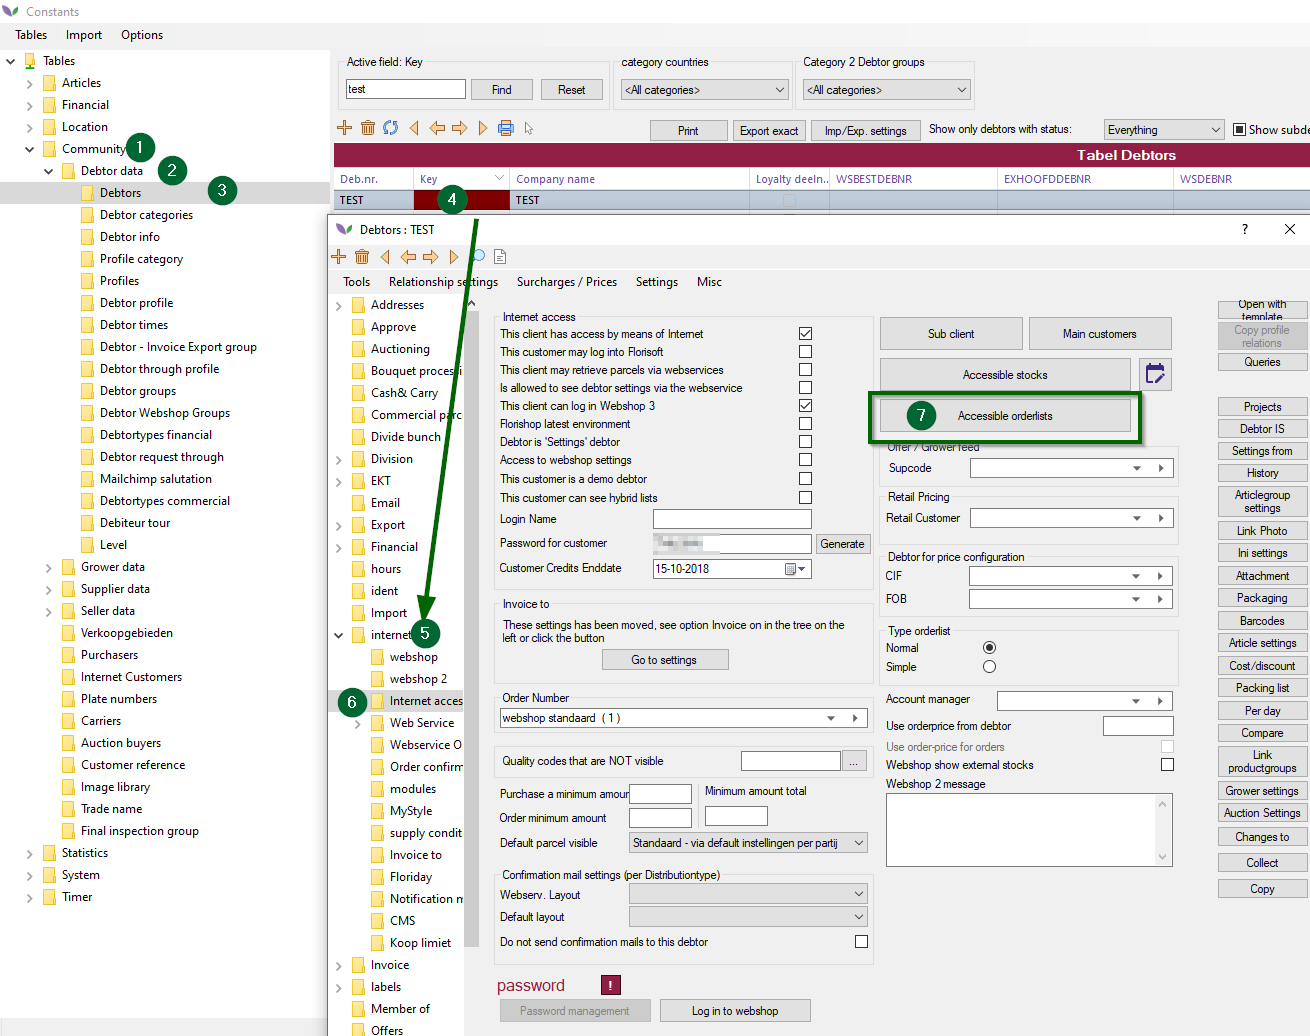 Constants
Tables Import Options
Tables
Articles
Financial
Location
Community 1
Debtor data 2
Debtors 3
Debtor categories
Debtor info
Profile category
Profiles
Debtor profile
Debtor times
Debtor - Invoice Export group
Debtor through profile
Debtor groups
Debtor Webshop Groups
Debtortypes financial
Debtor request through
Mailchimp salutation
Debtortypes commercial
Debiteur tour
Level
Grower data
Supplier data
Seller data
Verkoopgebieden
Purchasers
Internet Customers
Plate numbers
Carriers
Auction buyers
Customer reference
Image library
Trade name
Final inspection group
Statistics
System
Timer
Active field: Key
test Find Reset
category countries
<All categories>
Category 2 Debtor groups
<All categories>
Print Export exact Imp/Exp. settings Show only debtors with status: Everything Show subde
Tabel Debtors
Deb.nr. Key Company name Loyalty deeln.. WSBESTDEBNR EXHOOFDDEBNR WSDEBNR
TEST 4 TEST
Debtors : TEST ?
Tools Relationship settings Surcharges / Prices Settings Misc
Addresses
Approve
Auctioning
Bouquet processi
Cash& Carry
Commercial parc
Divide bunch
Division
EKT
Email
Export
Financial
hours
ident
Import
internet 5
webshop
webshop 2
6 Internet acces
Web Service
Webservice O
Order confirm
modules
MyStyle
supply condit
Invoice to
Floriday
Notification m
CMS
Koop limiet
Invoice
labels
Member of
Offers
Internet access
This client has access by means of Internet
This customer may log into Florisoft
This client may retrieve parcels via webservices
Is allowed to see debtor settings via the webservice
This client can log in Webshop 3
Florishop latest environment
Debtor is 'Settings' debtor
Access to webshop settings
This customer is a demo debtor
This customer can see hybrid lists
Login Name
Password for customer Generate
Customer Credits Enddate 15-10-2018
Invoice to
These settings has been moved, see option Invoice on in the tree on the
left or click the button
Go to settings
Order Number
webshop standaard ( 1 )
Quality codes that are NOT visible ...
Purchase a minimum amour Minimum amount total
Order minimum amount
Default parcel visible Standaard - via default instellingen per partij
Confirmation mail settings (per Distributiontype)
Webserv. Layout
Default layout
Do not send confirmation mails to this debtor
password !
Password management Log in to webshop
Sub client Main customers
Accessible stocks
7 Accessible orderlists
Offer / Grower feed
Supcode
Retail Pricing
Retail Customer
Debtor for price configuration
CIF
FOB
Type orderlist
Normal
Simple
Account manager
Use orderprice from debtor
Use order-price for orders
Webshop show external stocks
Webshop 2 message
Open with
template
Copy profile
relations
Queries
Projects
Debtor IS
Settings from
History
Articlegroup
settings
Link Photo
Ini settings
Attachment
Packaging
Barcodes
Article settings
Cost/discount
Packing list
Per day
Compare
Link
productgroups
Grower settings
Auction Settings
Changes to
Collect
Copy